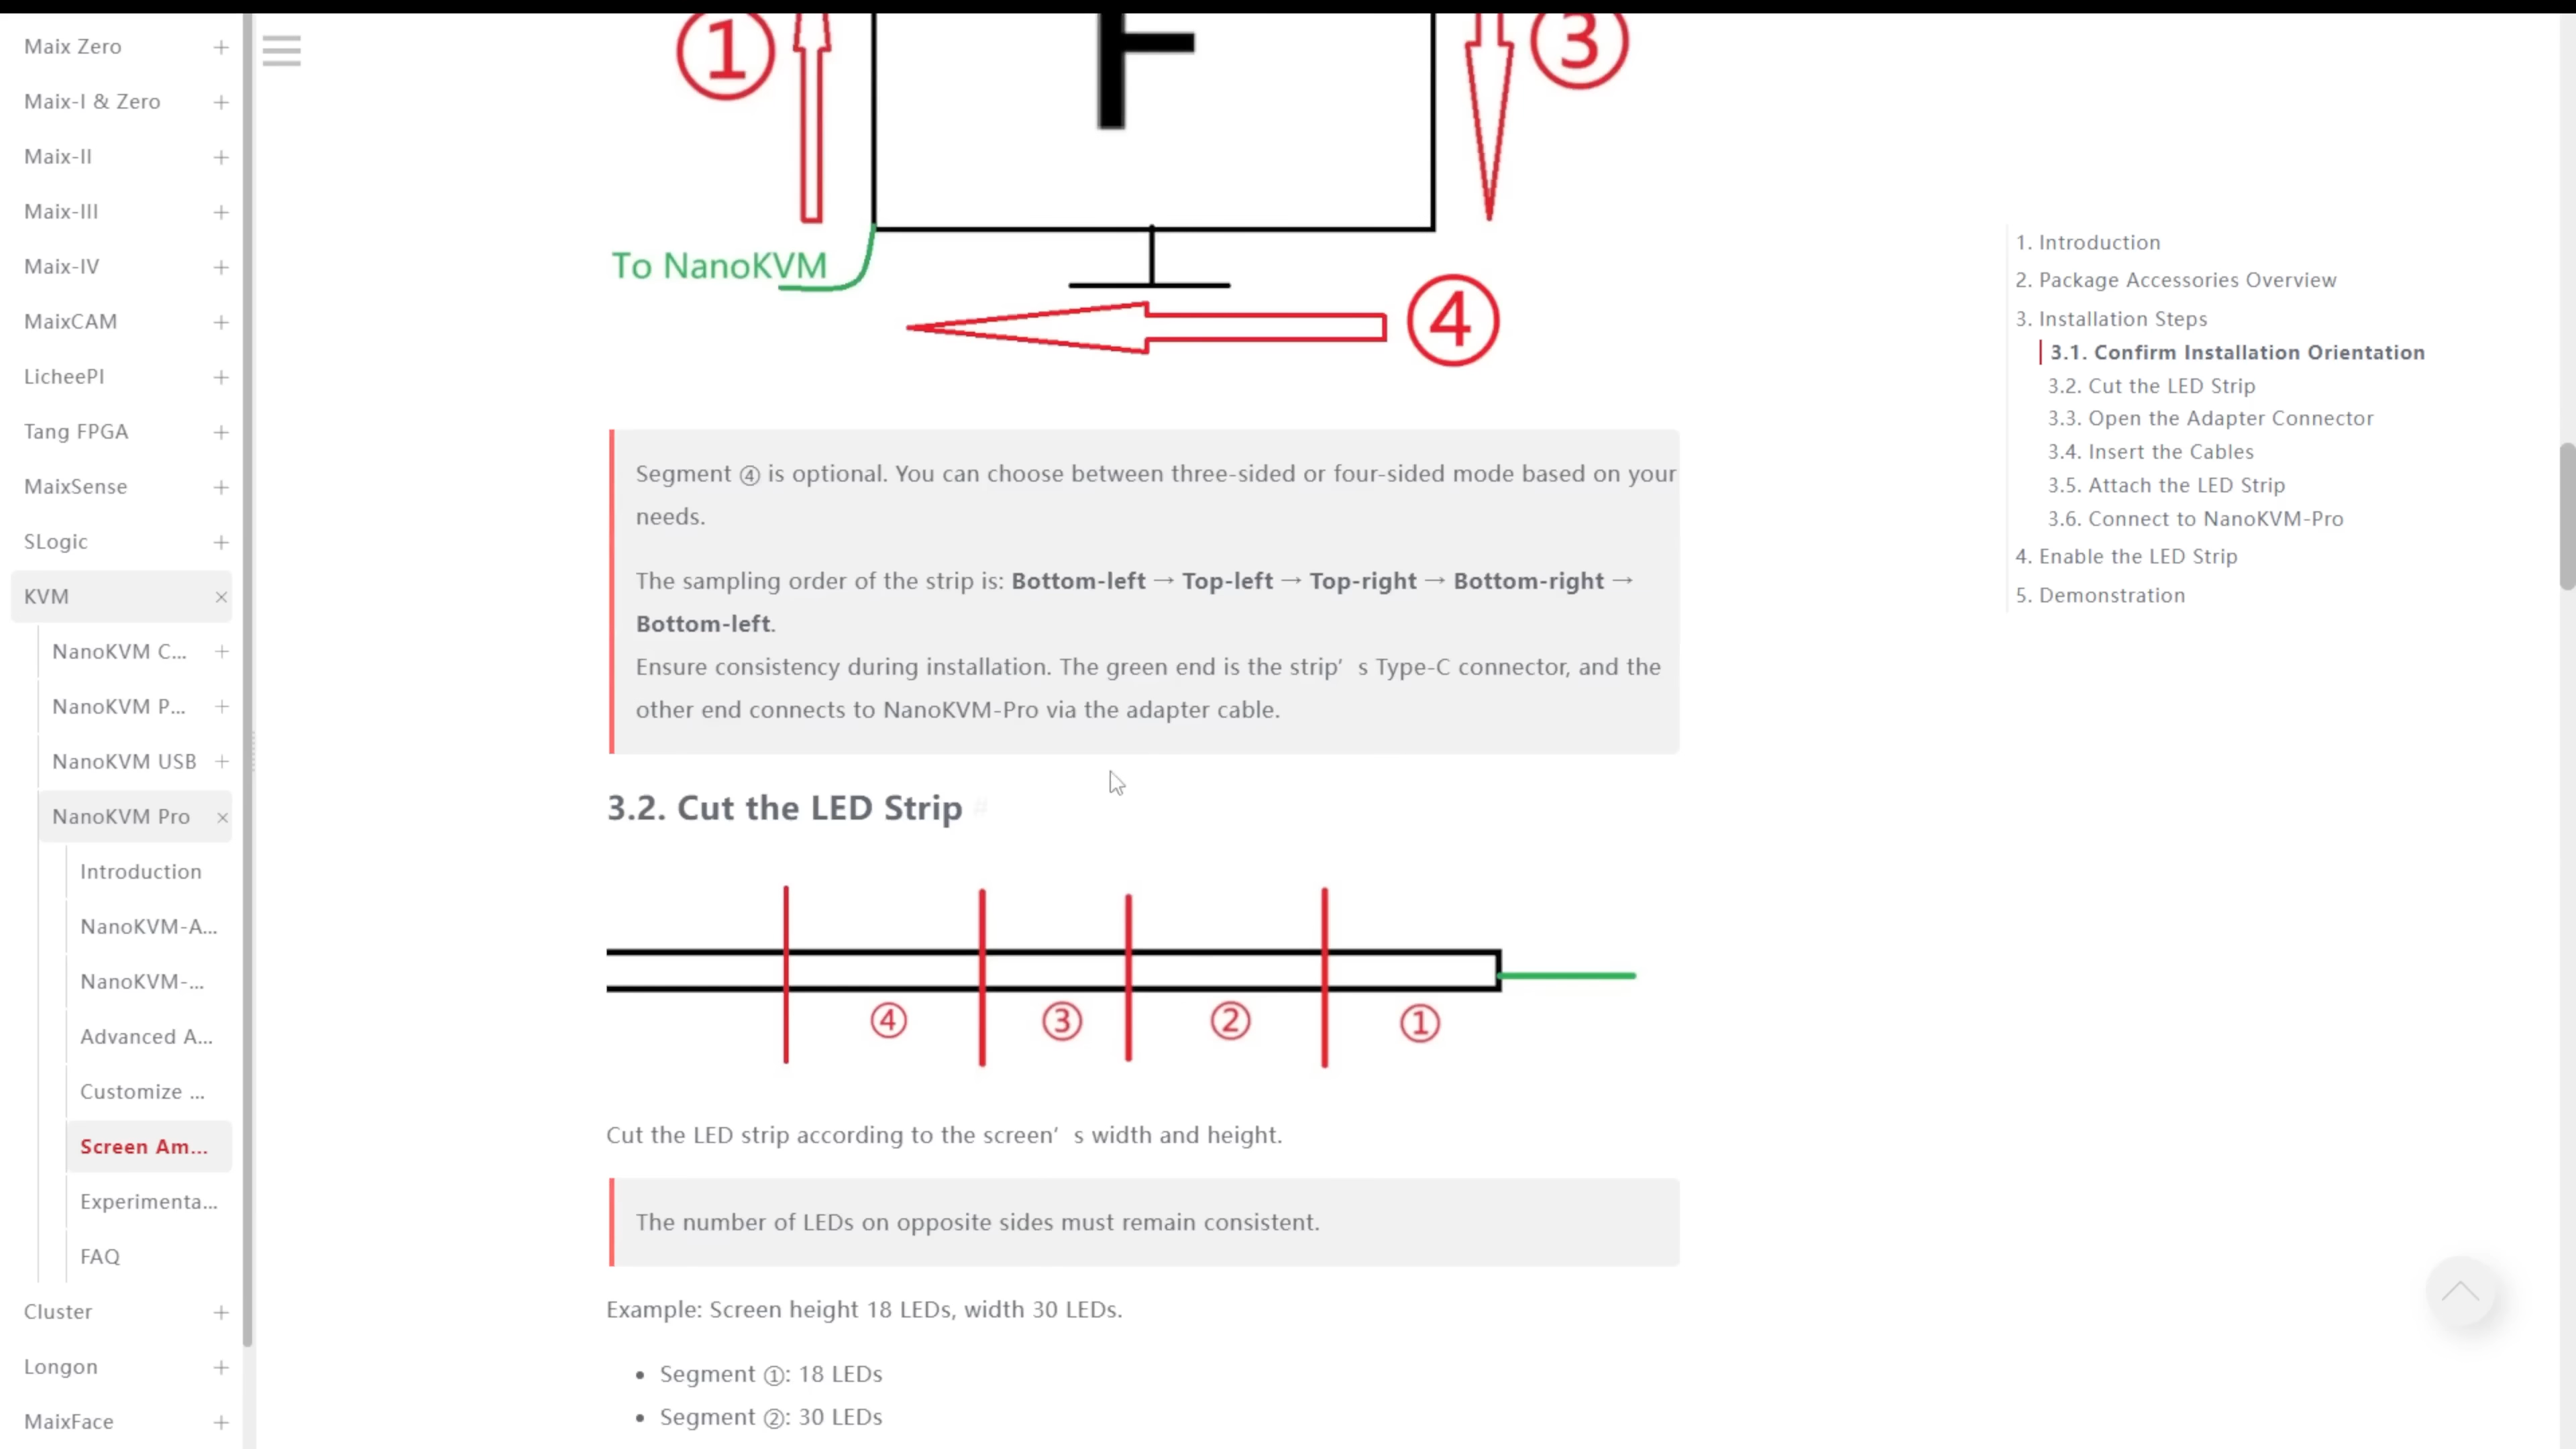 Maix Zero +
Maix-I & Zero +
Maix-II +
Maix-III +
Maix-IV +
MaixCAM +
LicheePI +
Tang FPGA +
MaixSense +
SLogic +
KVM ×
NanoKVM C... +
NanoKVM P... +
NanoKVM USB +
NanoKVM Pro ×
Introduction
NanoKVM-A...
NanoKVM-...
Advanced A...
Customize ...
Screen Am...
Experimenta...
FAQ
Cluster +
Longon +
MaixFace +
①
F
③
To NanoKVM
④
Segment ④ is optional. You can choose between three-sided or four-sided mode based on your
needs.
The sampling order of the strip is: Bottom-left → Top-left → Top-right → Bottom-right →
Bottom-left.
Ensure consistency during installation. The green end is the strip’ s Type-C connector, and the
other end connects to NanoKVM-Pro via the adapter cable.
3.2. Cut the LED Strip #
④ ③ ② ①
Cut the LED strip according to the screen’ s width and height.
The number of LEDs on opposite sides must remain consistent.
Example: Screen height 18 LEDs, width 30 LEDs.
• Segment ①: 18 LEDs
• Segment ②: 30 LEDs
1. Introduction
2. Package Accessories Overview
3. Installation Steps
3.1. Confirm Installation Orientation
3.2. Cut the LED Strip
3.3. Open the Adapter Connector
3.4. Insert the Cables
3.5. Attach the LED Strip
3.6. Connect to NanoKVM-Pro
4. Enable the LED Strip
5. Demonstration